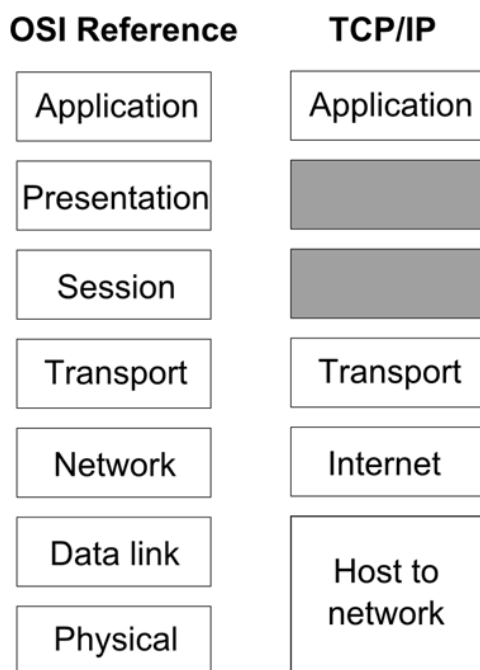 OSI Reference TCP/IP
Application Application
Presentation
Session
Transport Transport
Network Internet
Data link
Host to
network
Physical